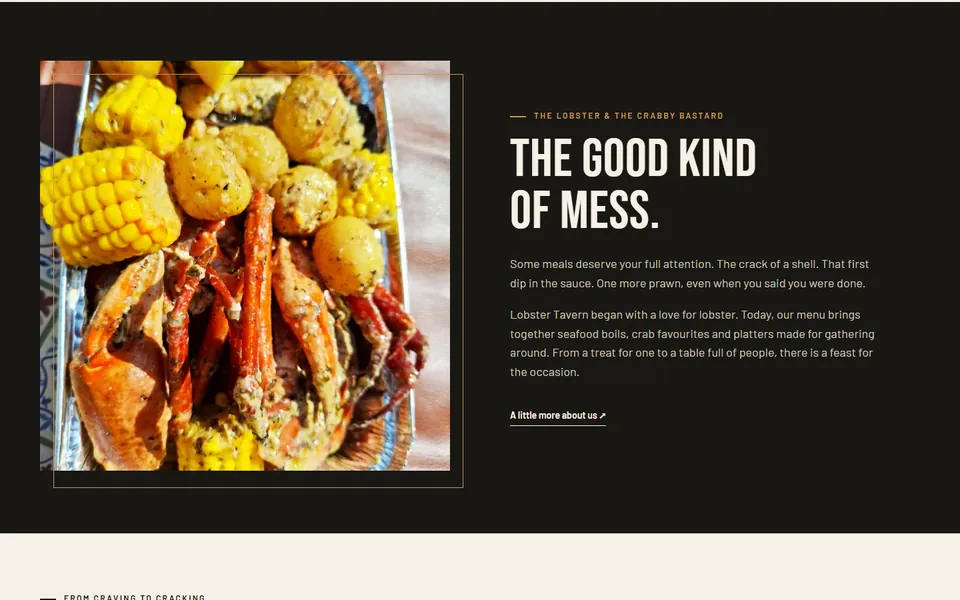 THE LOBSTER & THE CRABBY BASTARD
THE GOOD KIND
OF MESS.
Some meals deserve your full attention. The crack of a shell. That first
dip in the sauce. One more prawn, even when you said you were done.
Lobster Tavern began with a love for lobster. Today, our menu brings
together seafood boils, crab favourites and platters made for gathering
around. From a treat for one to a table full of people, there is a feast for
the occasion.
A little more about us ↗
FROM CRAVING TO CRACKING